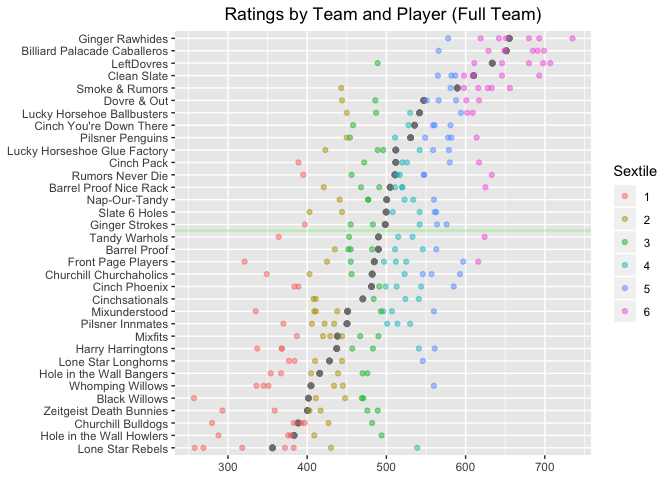 Ratings by Team and Player (Full Team)
Ginger Rawhides
Billiard Palacade Caballeros
LeftDovres
Clean Slate
Smoke & Rumors
Dovre & Out
Lucky Horsehoe Ballbusters
Cinch You're Down There
Pilsner Penguins
Lucky Horseshoe Glue Factory
Cinch Pack
Rumors Never Die
Barrel Proof Nice Rack
Nap-Our-Tandy
Slate 6 Holes
Ginger Strokes
Tandy Warhols
Barrel Proof
Front Page Players
Churchill Churchaholics
Cinch Phoenix
Cinchsationals
Mixunderstood
Pilsner Innmates
Mixfits
Harry Harringtons
Lone Star Longhorns
Hole in the Wall Bangers
Whomping Willows
Black Willows
Zeitgeist Death Bunnies
Churchill Bulldogs
Hole in the Wall Howlers
Lone Star Rebels
300 400 500 600 700
Sextile
1
2
3
4
5
6